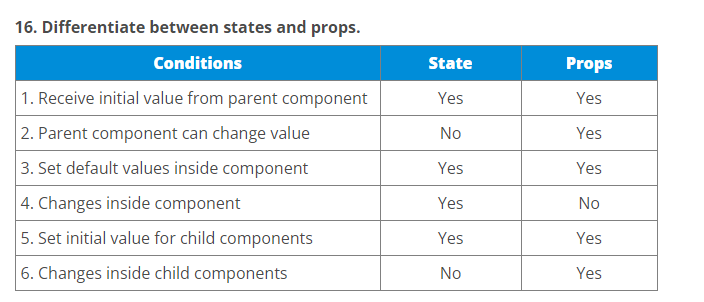 16. Differentiate between states and props.
Conditions State Props
1. Receive initial value from parent component Yes Yes
2. Parent component can change value No Yes
3. Set default values inside component Yes Yes
4. Changes inside component Yes No
5. Set initial value for child components Yes Yes
6. Changes inside child components No Yes